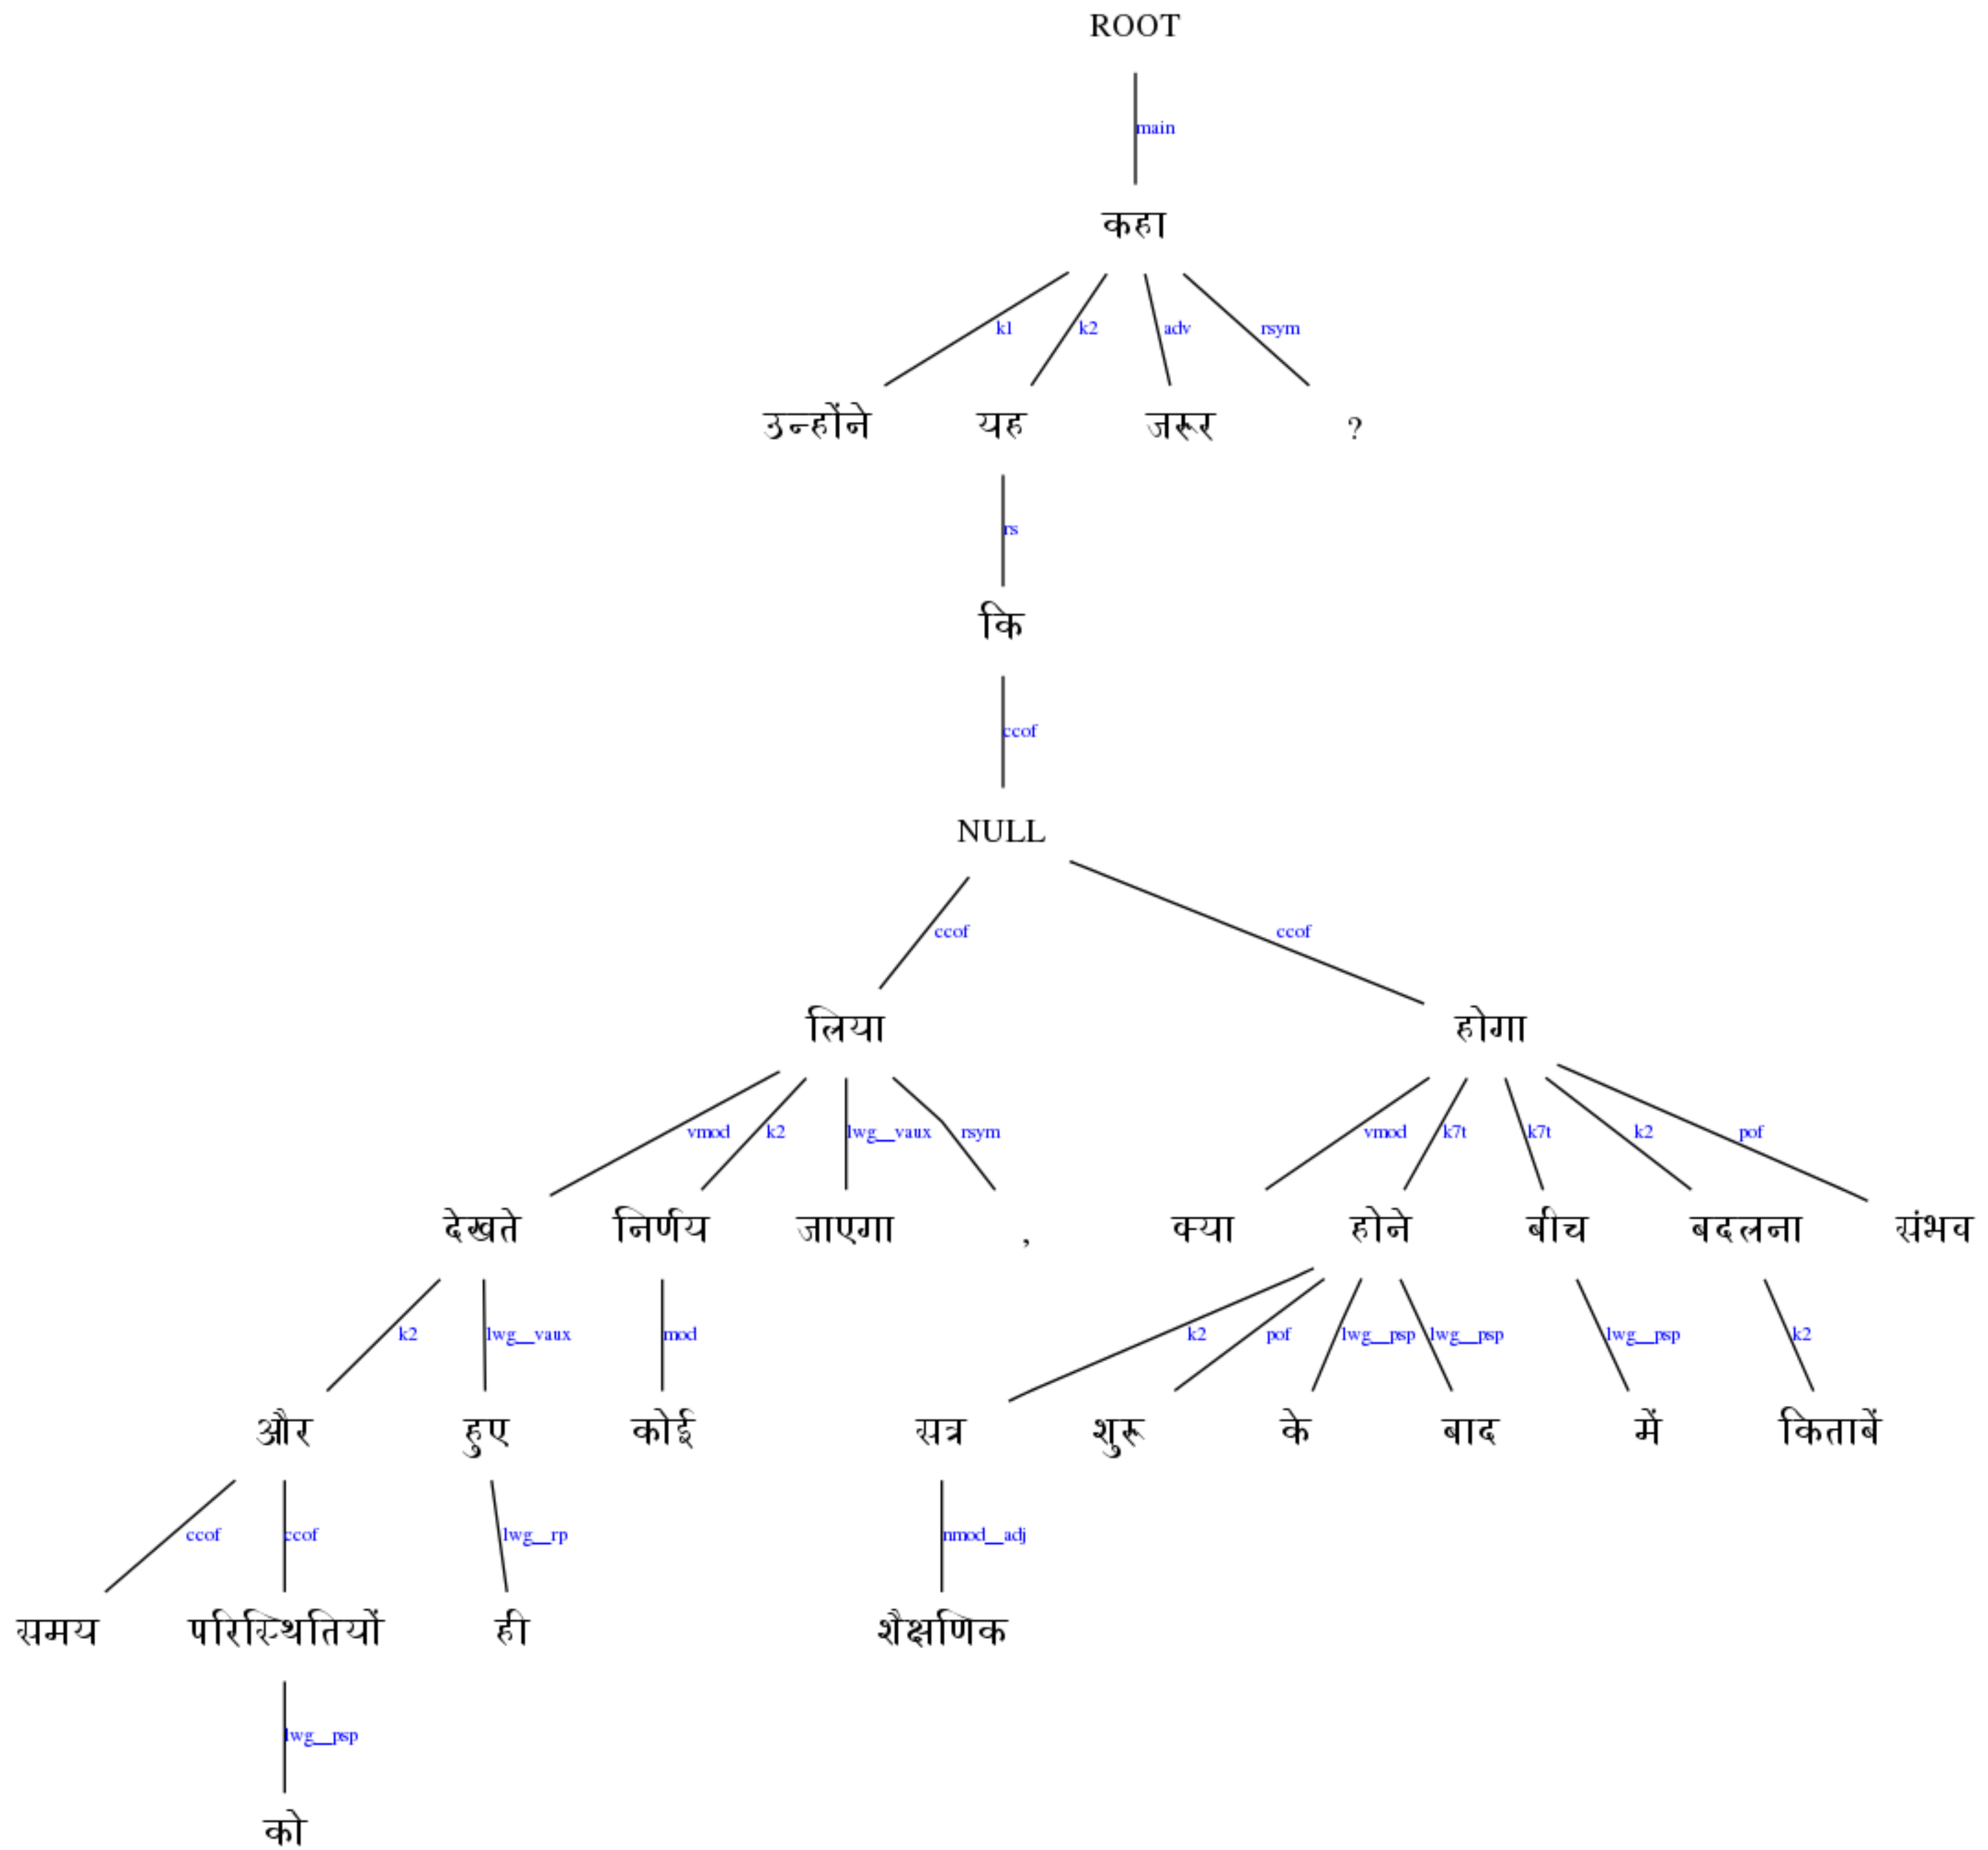 ROOT
main
कहा
k1 k2 adv rsym
उन्होंने यह जरूर ?
rs
कि
ccof
NULL
ccof ccof
लिया होगा
vmod k2 lwg__vaux rsym vmod k7t k7t k2 pof
देखते निर्णय जाएगा , क्या होने बीच बदलना संभव
k2 lwg__vaux mod k2 pof lwg__psp lwg__psp lwg__psp k2
और हुए कोई सत्र शुरू के बाद में किताबें
ccof ccof lwg__rp nmod__adj
समय परिस्थितियों ही शैक्षणिक
lwg__psp
को